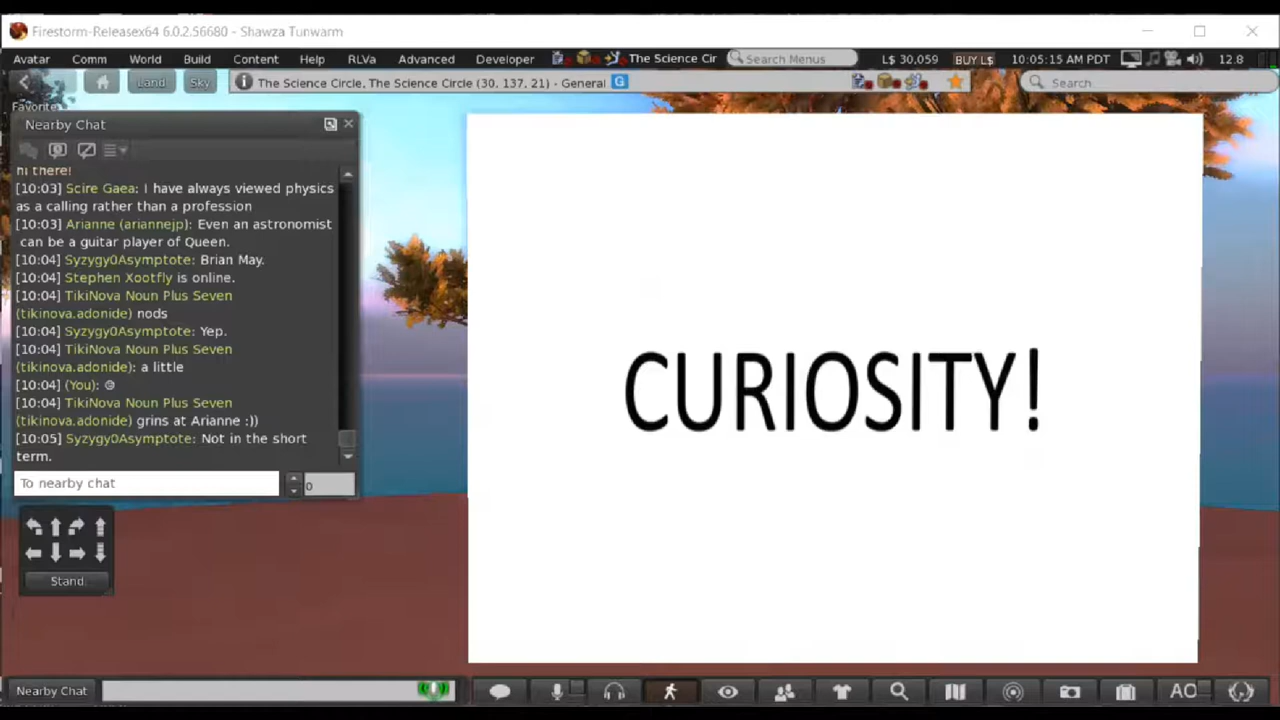 Firestorm-Releasex64 6.0.2.56680 - Shawza Tunwarm
Avatar Comm World Build Content Help RLVa Advanced Developer The Science Cir Search Menus L$ 30,059 BUY L$ 10:05:15 AM PDT 12.8
Land Sky The Science Circle, The Science Circle (30, 137, 21) - General G Search
Favorite
Nearby Chat
hi there!
[10:03] Scire Gaea: I have always viewed physics
as a calling rather than a profession
[10:03] Arianne (ariannejp): Even an astronomist
can be a guitar player of Queen.
[10:04] Syzygy0Asymptote: Brian May.
[10:04] Stephen Xootfly is online.
[10:04] TikiNova Noun Plus Seven
(tikinova.adonide) nods
[10:04] Syzygy0Asymptote: Yep.
[10:04] TikiNova Noun Plus Seven
(tikinova.adonide): a little
[10:04] (You): ☹
[10:04] TikiNova Noun Plus Seven
(tikinova.adonide) grins at Arianne :))
[10:05] Syzygy0Asymptote: Not in the short
term.
To nearby chat 0
Stand
CURIOSITY!
Nearby Chat AO